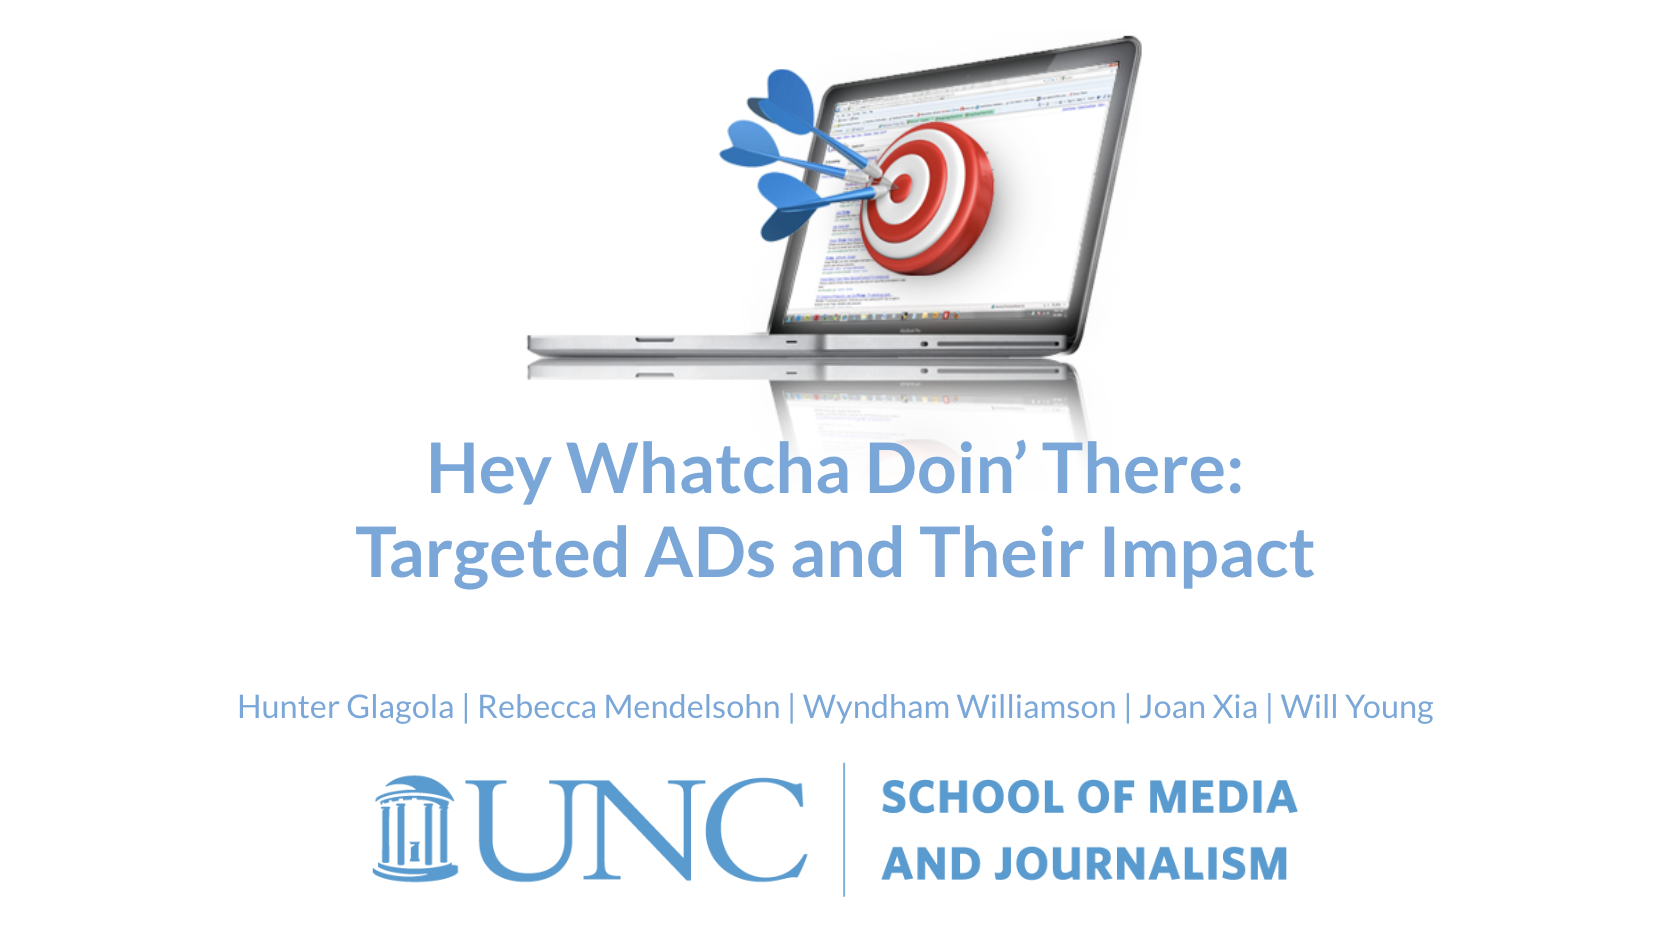 Hey Whatcha Doin’ There:
Targeted ADs and Their Impact
Hunter Glagola | Rebecca Mendelsohn | Wyndham Williamson | Joan Xia | Will Young
UNC
SCHOOL OF MEDIA
AND JOURNALISM